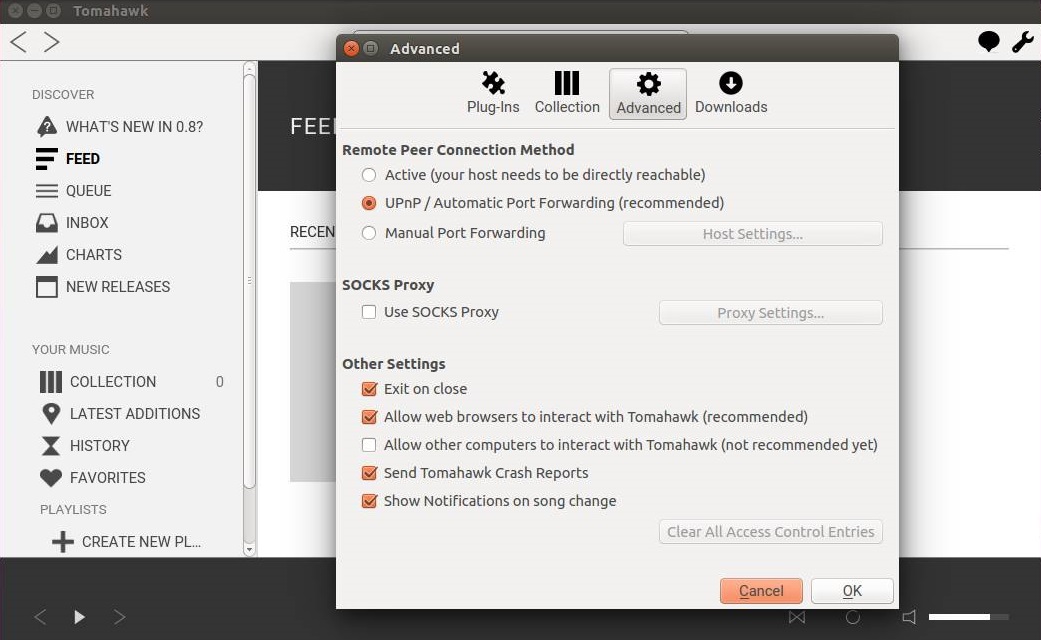 Tomahawk
Advanced
Plug-Ins
Collection
Advanced
Downloads
DISCOVER
WHAT'S NEW IN 0.8?
FEED
QUEUE
INBOX
CHARTS
NEW RELEASES
YOUR MUSIC
COLLECTION 0
LATEST ADDITIONS
HISTORY
FAVORITES
PLAYLISTS
CREATE NEW PL...
FEE
RECEN
Remote Peer Connection Method
Active (your host needs to be directly reachable)
UPnP / Automatic Port Forwarding (recommended)
Manual Port Forwarding
Host Settings...
SOCKS Proxy
Use SOCKS Proxy
Proxy Settings...
Other Settings
Exit on close
Allow web browsers to interact with Tomahawk (recommended)
Allow other computers to interact with Tomahawk (not recommended yet)
Send Tomahawk Crash Reports
Show Notifications on song change
Clear All Access Control Entries
Cancel
OK